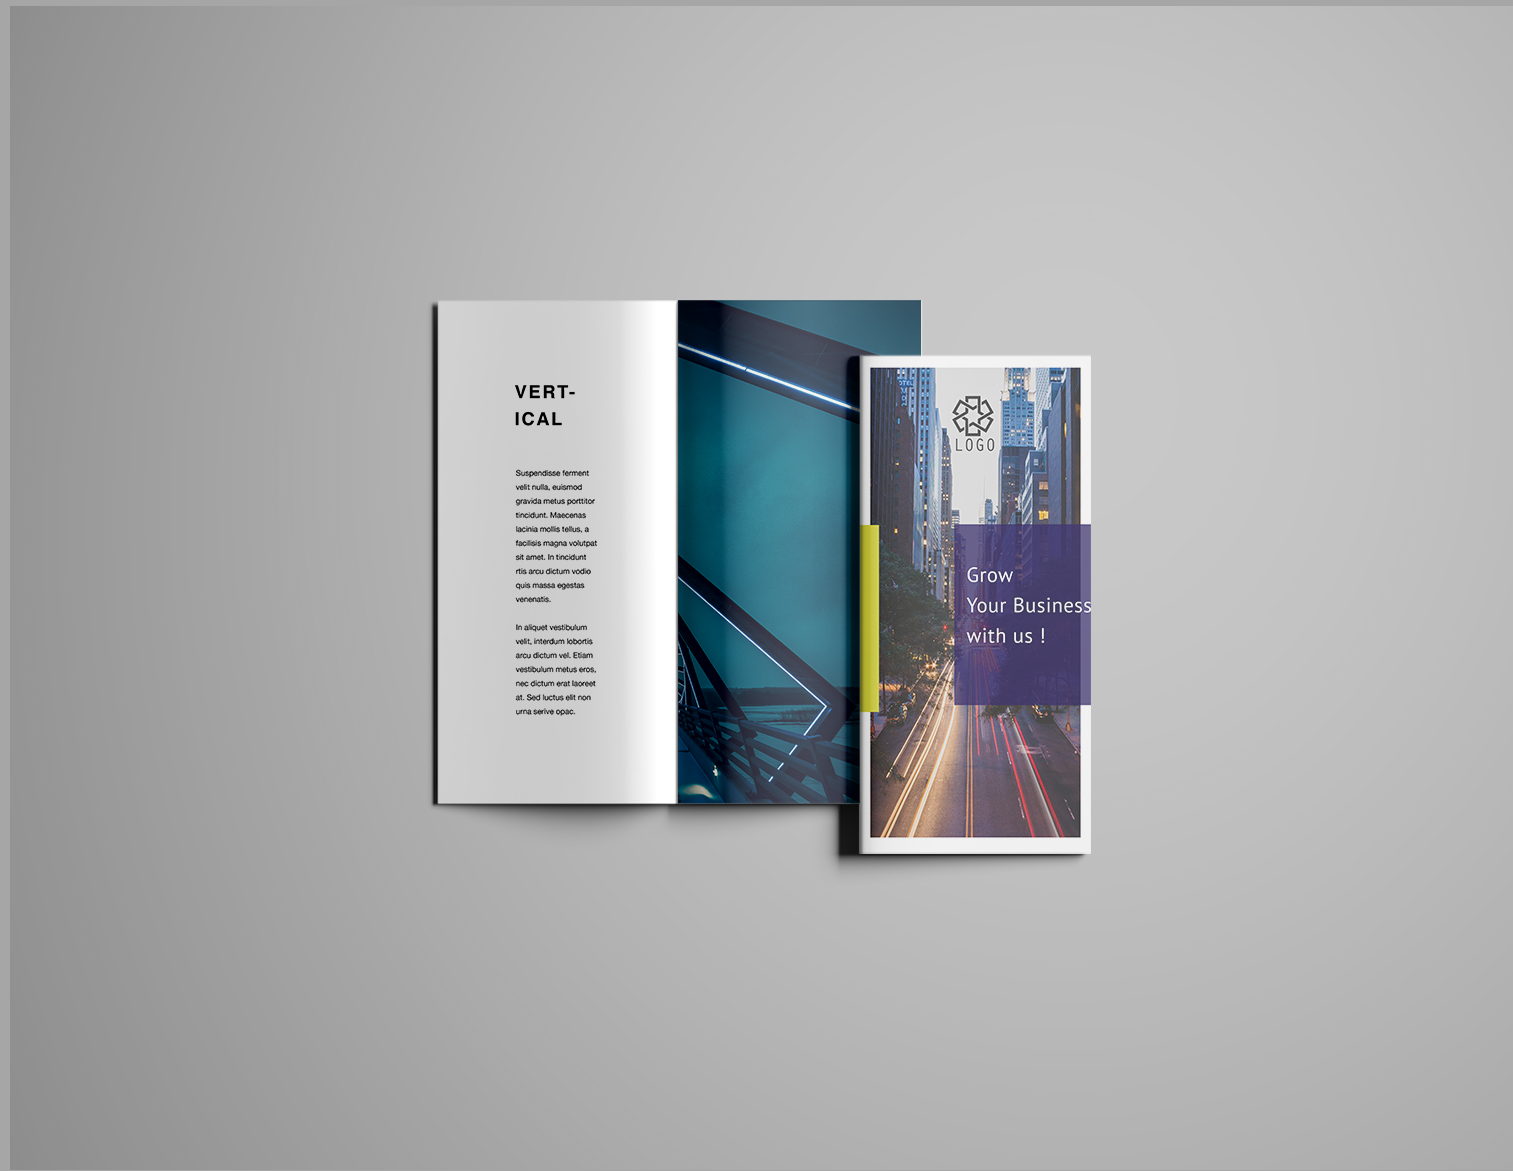 VERT-
ICAL
Suspendisse ferment
velit nulla, euismod
gravida metus porttitor
tincidunt. Maecenas
lacinia mollis tellus, a
facilisis magna volutpat
sit amet. In tincidunt
rtis arcu dictum vodio
quis massa egestas
venenatis.
In aliquet vestibulum
velit, interdum lobortis
arcu dictum vel. Etiam
vestibulum metus eros,
nec dictum erat laoreet
at. Sed luctus elit non
urna serive opac.
HOTEL
LOGO
Grow
Your Business
with us !